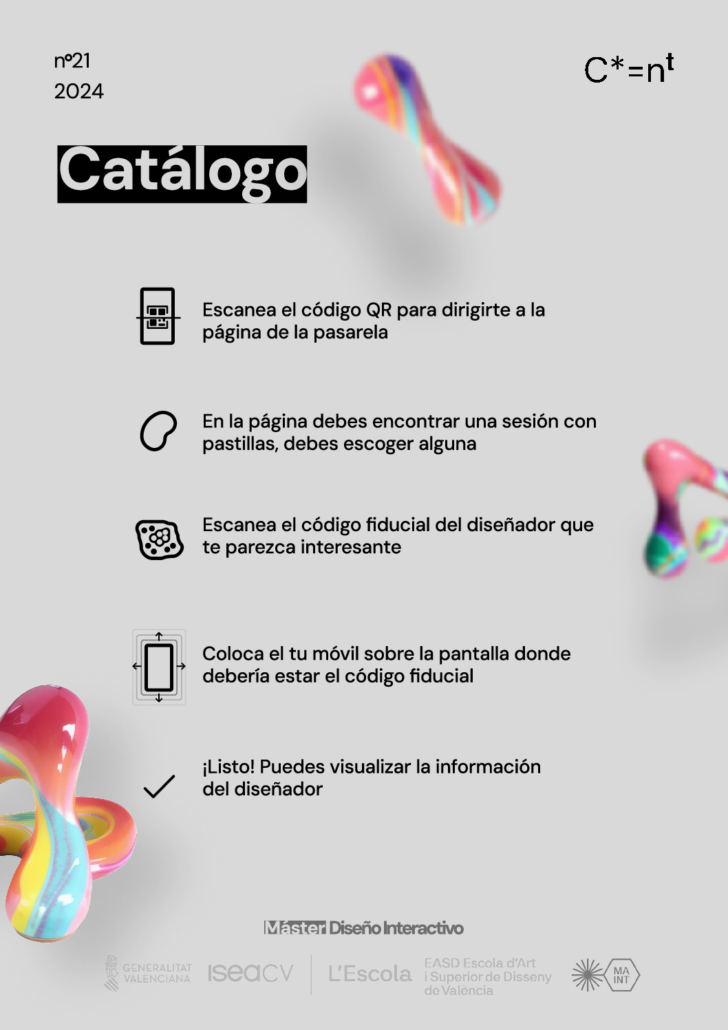 nº21
2024
C*=nt
Catálogo
Escanea el código QR para dirigirte a la
página de la pasarela
En la página debes encontrar una sesión con
pastillas, debes escoger alguna
Escanea el código fiducial del diseñador que
te parezca interesante
Coloca el tu móvil sobre la pantalla donde
debería estar el código fiducial
¡Listo! Puedes visualizar la información
del diseñador
Máster Diseño Interactivo
GENERALITAT
VALENCIANA
ISEACV
L'Escola
EASD Escola d'Art
i Superior de Disseny
de València
MA
INT